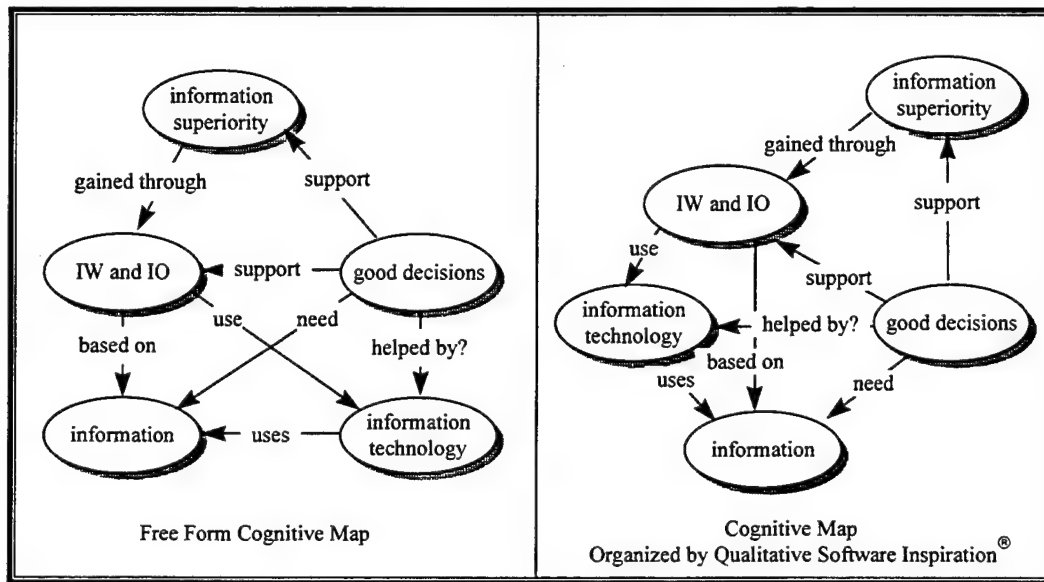 information
superiority
gained through
support
IW and IO
support
good decisions
use
need
based on
helped by?
information
uses
information
technology
Free Form Cognitive Map
information
superiority
gained through
IW and IO
support
use
support
information
technology
helped by?
good decisions
based on
uses
need
information
Cognitive Map
Organized by Qualitative Software Inspiration®